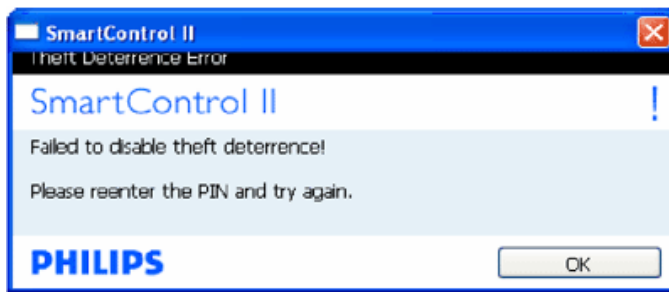 SmartControl II
Theft Deterrence Error
SmartControl II !
Failed to disable theft deterrence!
Please reenter the PIN and try again.
PHILIPS
OK